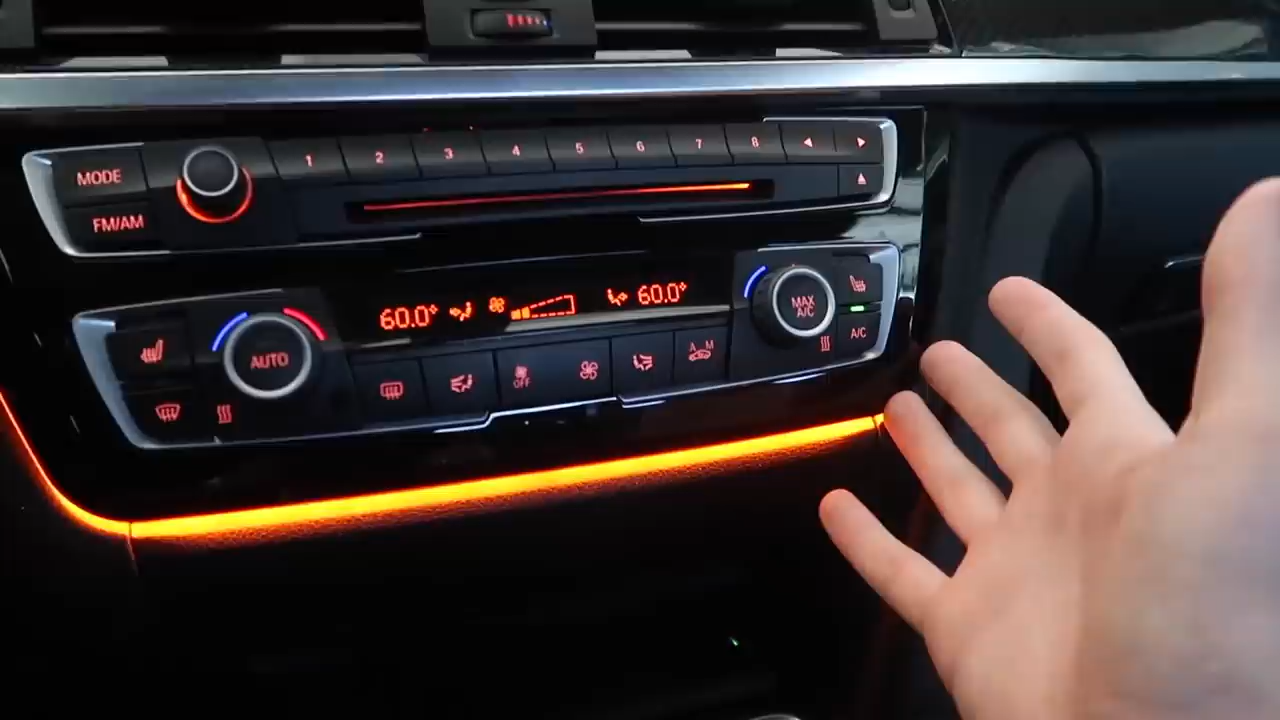 MODE
1 2 3 4 5 6 7 8
FM/AM
60.0° 60.0°
AUTO
MAX A/C
A/C
OFF
A M